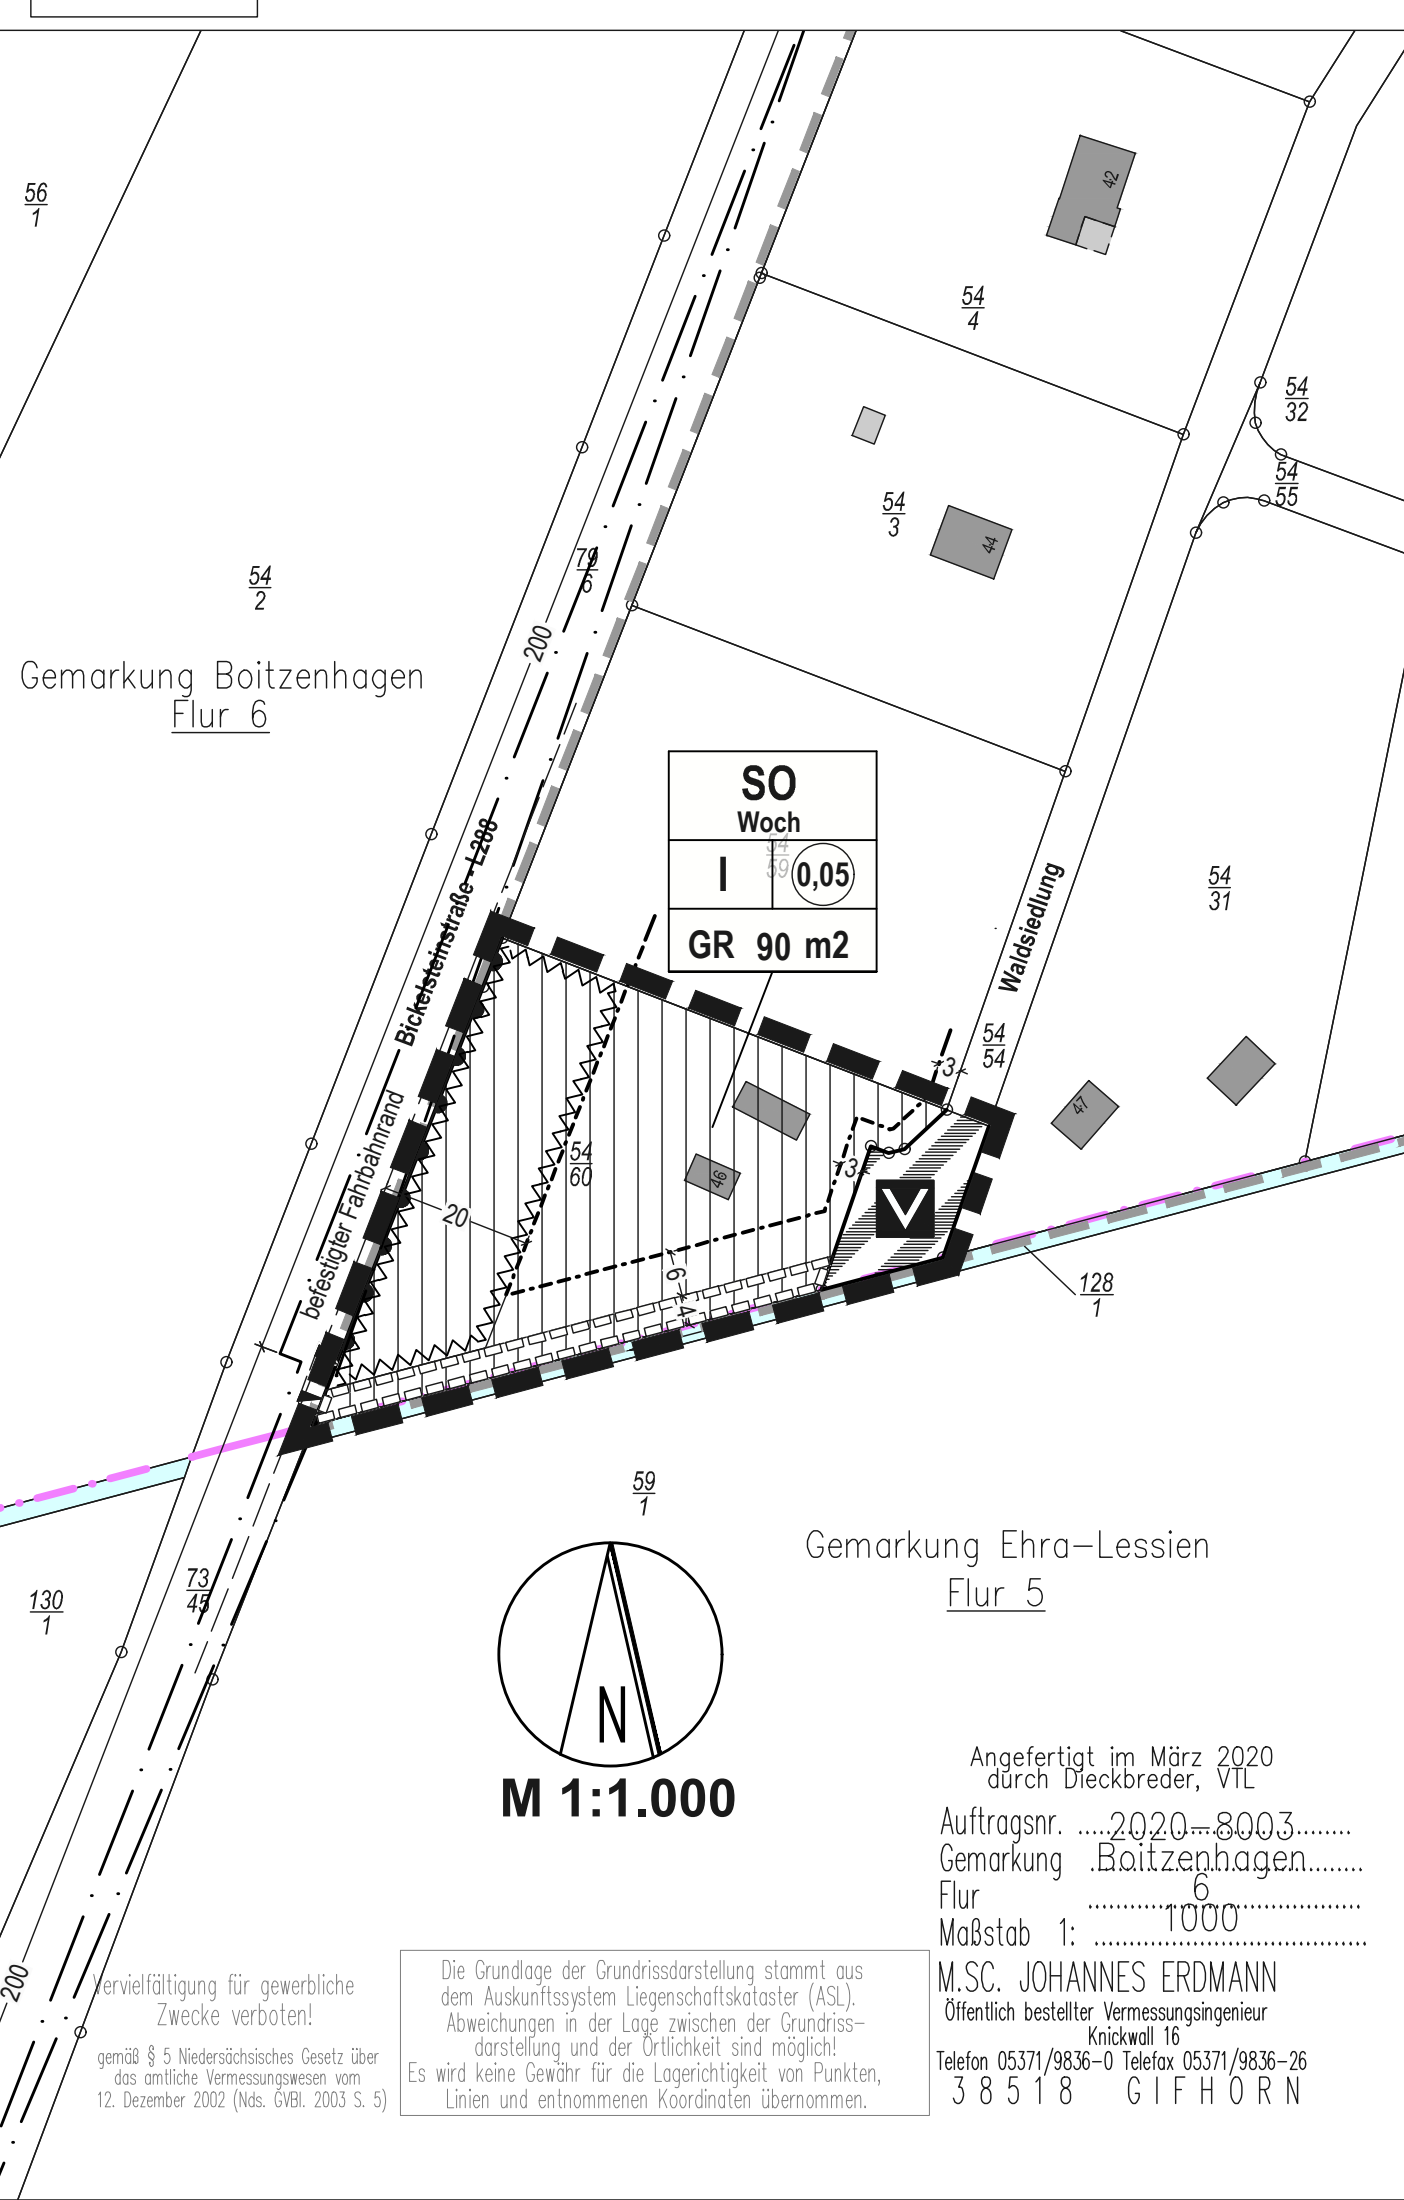 56
1
42
54
4
54
32
54
55
54
3
44
79
6
54
2
200
Gemarkung Boitzenhagen
Flur 6
SO
Woch
54
59
I
0,05
GR 90 m2
Bickelsteinstraße - L288
Waldsiedlung
54
31
54
54
3
47
befestigter Fahrbahnrand
54
60
46
3
20
V
6
4
128
1
59
1
Gemarkung Ehra-Lessien
Flur 5
73
45
130
1
N
M 1:1.000
Angefertigt im März 2020
durch Dieckbreder, VTL
Auftragsnr. 2020-8003
Gemarkung Boitzenhagen
Flur 6
Maßstab 1: 1000
200
Vervielfältigung für gewerbliche
Zwecke verboten!
gemäß § 5 Niedersächsisches Gesetz über
das amtliche Vermessungswesen vom
12. Dezember 2002 (Nds. GVBl. 2003 S. 5)
Die Grundlage der Grundrissdarstellung stammt aus
dem Auskunftssystem Liegenschaftskataster (ASL).
Abweichungen in der Lage zwischen der Grundriss-
darstellung und der Örtlichkeit sind möglich!
Es wird keine Gewähr für die Lagerichtigkeit von Punkten,
Linien und entnommenen Koordinaten übernommen.
M.SC. JOHANNES ERDMANN
Öffentlich bestellter Vermessungsingenieur
Knickwall 16
Telefon 05371/9836-0 Telefax 05371/9836-26
38518 GIFHORN